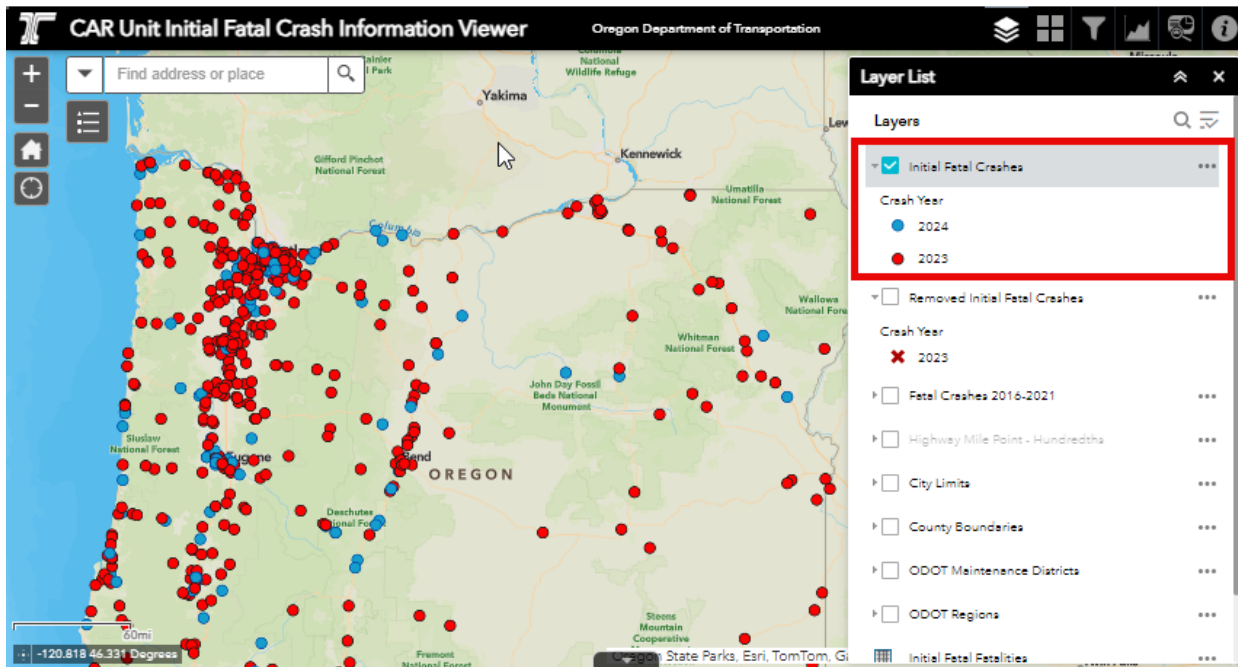 CAR Unit Initial Fatal Crash Information Viewer
Oregon Department of Transportation
Find address or place
National
Wildlife Refuge
Yakima
Kennewick
Gifford Pinchot
National Forest
Umatilla
National Forest
Columbia
Wallowa
National Fore
Whitman
National Forest
John Day Fossil
Beds National
Monument
Siuslaw
National Forest
Bend
OREGON
Deschutes
Steens
Mountain
Cooperative
Fremont
National Forest
60mi
-120.818 46.331 Degrees
Oregon State Parks, Esri, TomTom, Ga
Layer List
Layers
Initial Fatal Crashes
Crash Year
2024
2023
Removed Initial Fatal Crashes
Crash Year
2023
Fatal Crashes 2016-2021
Highway Mile Point - Hundredths
City Limits
County Boundaries
ODOT Maintenance Districts
ODOT Regions
Initial Fatal Fatalities